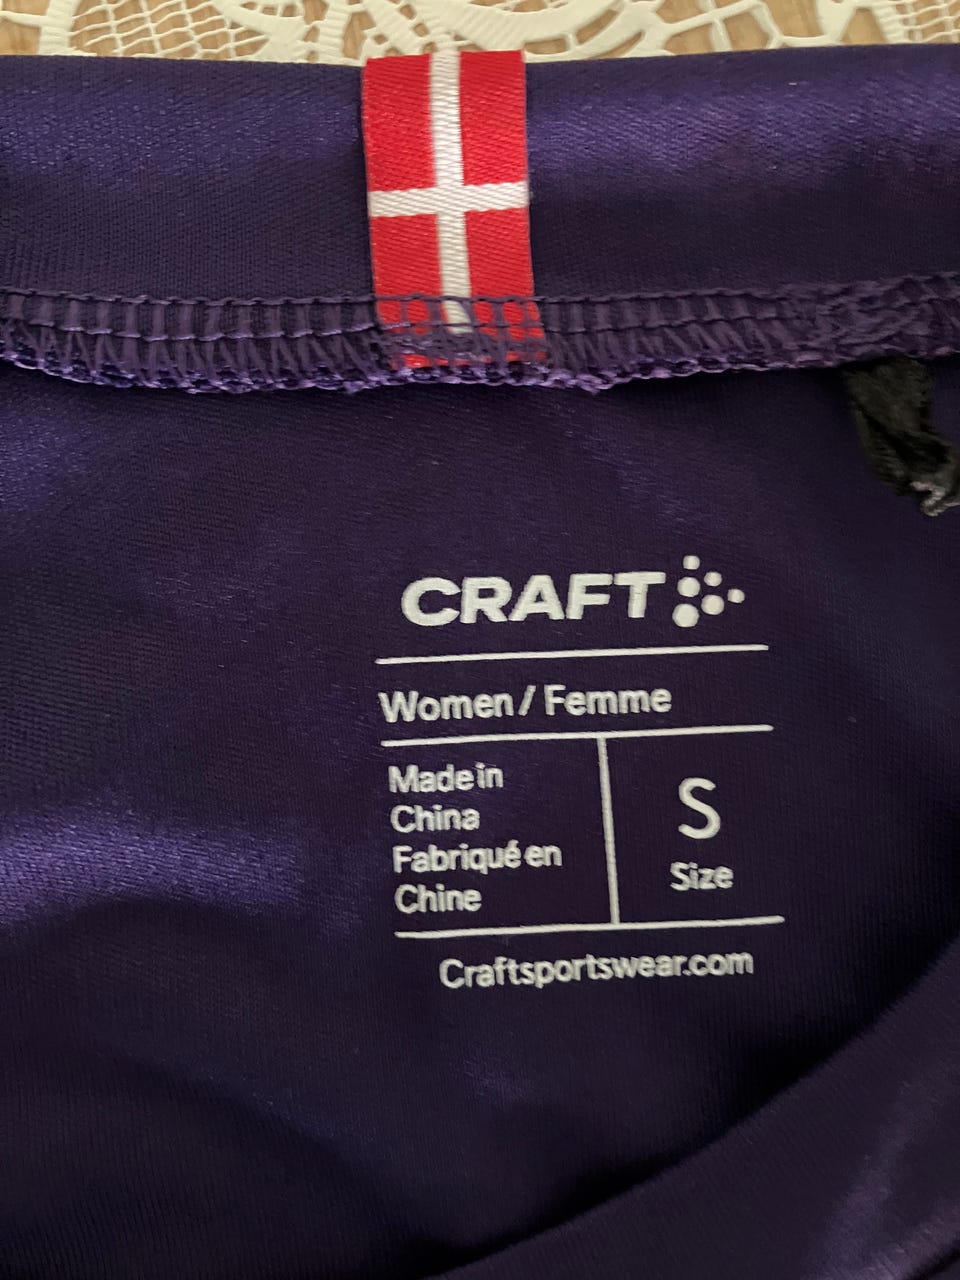 CRAFT
Women / Femme
Made in
China
Fabriqué en
Chine
S
Size
Craftsportswear.com